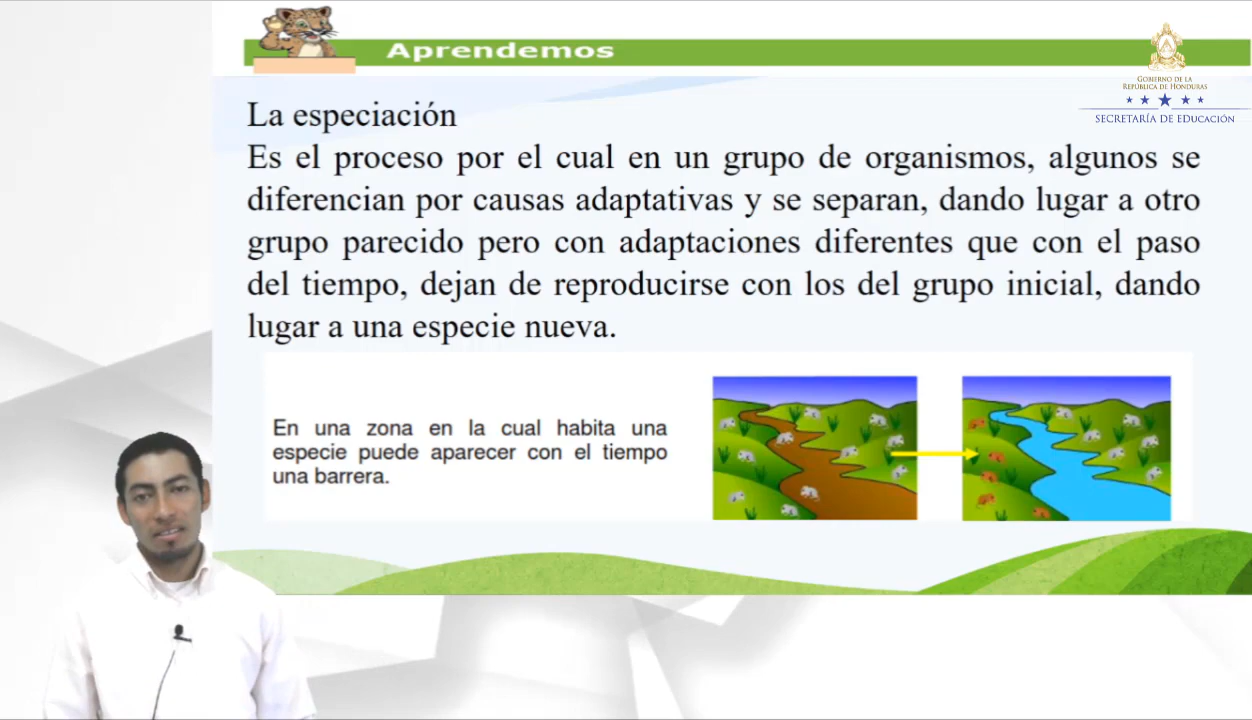 Aprendemos
GOBIERNO DE LA
REPÚBLICA DE HONDURAS
SECRETARÍA DE EDUCACIÓN
La especiación
Es el proceso por el cual en un grupo de organismos, algunos se
diferencian por causas adaptativas y se separan, dando lugar a otro
grupo parecido pero con adaptaciones diferentes que con el paso
del tiempo, dejan de reproducirse con los del grupo inicial, dando
lugar a una especie nueva.
En una zona en la cual habita una
especie puede aparecer con el tiempo
una barrera.